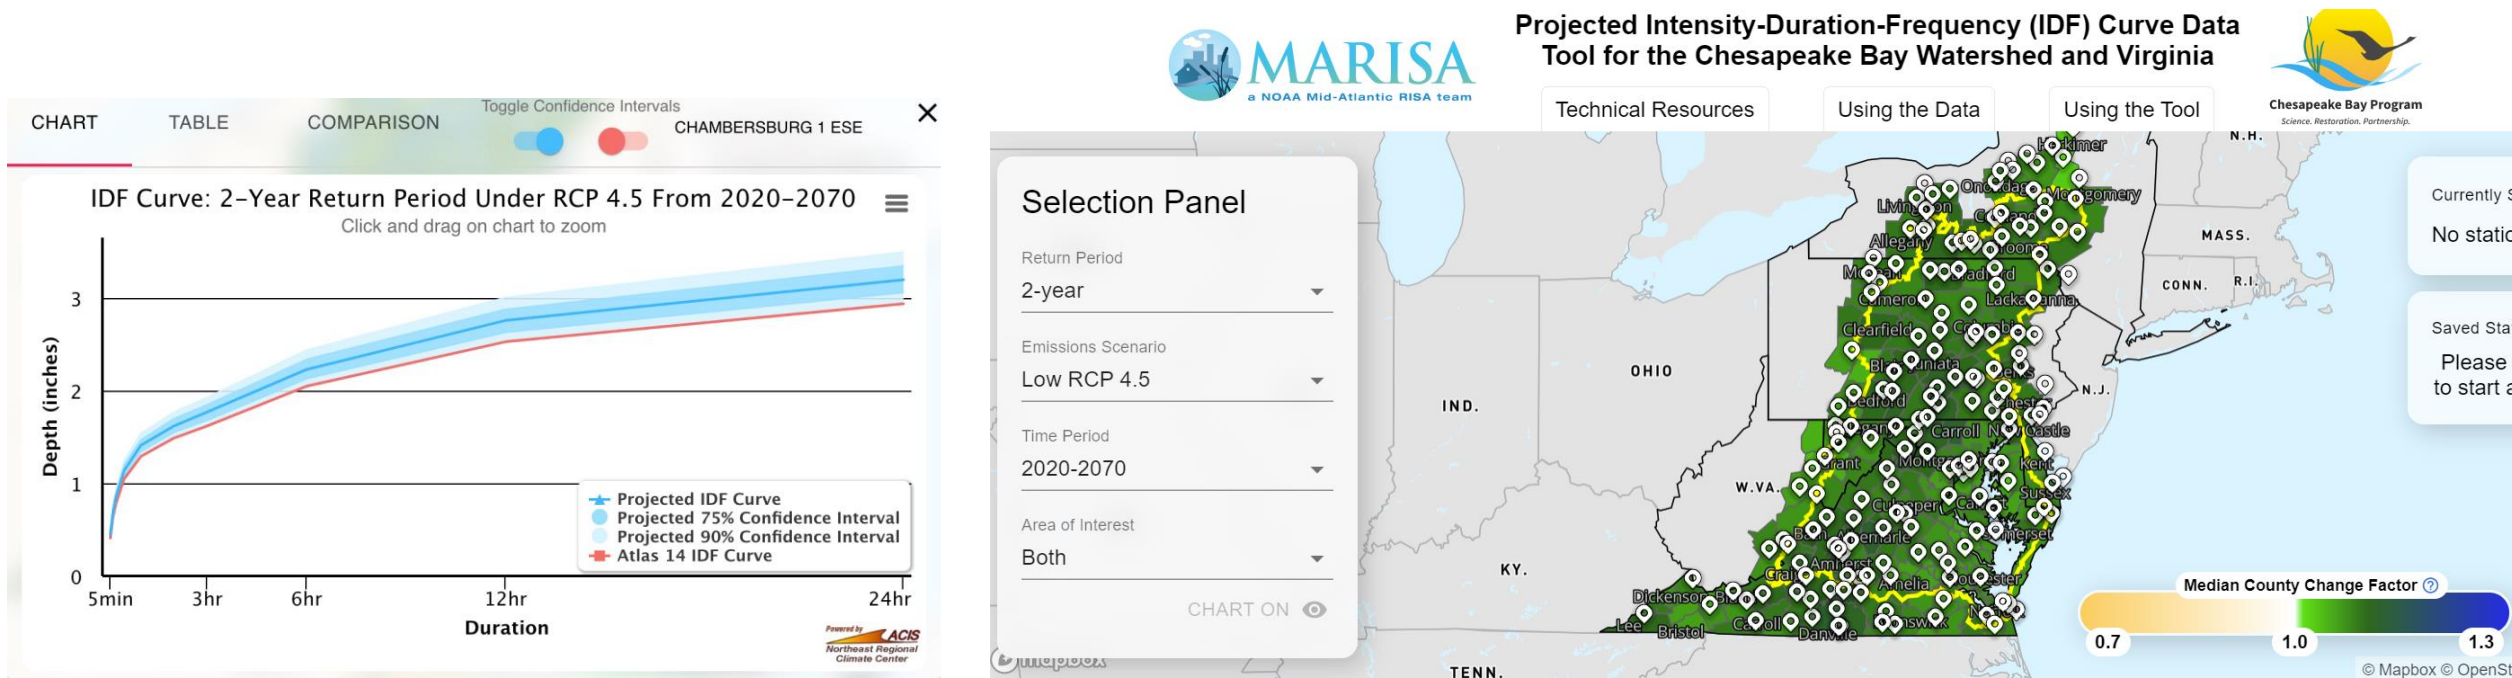 CHART
TABLE
COMPARISON
Toggle Confidence Intervals
CHAMBERSBURG 1 ESE
IDF Curve: 2-Year Return Period Under RCP 4.5 From 2020-2070
Click and drag on chart to zoom
Depth (inches)
3
2
1
0
5min
3hr
6hr
12hr
24hr
Duration
Projected IDF Curve
Projected 75% Confidence Interval
Projected 90% Confidence Interval
Atlas 14 IDF Curve
Powered by
ACIS
Northeast Regional
Climate Center
MARISA
a NOAA Mid-Atlantic RISA team
Projected Intensity-Duration-Frequency (IDF) Curve Data
Tool for the Chesapeake Bay Watershed and Virginia
Technical Resources
Using the Data
Using the Tool
Chesapeake Bay Program
Science. Restoration. Partnership.
Selection Panel
Return Period
2-year
Emissions Scenario
Low RCP 4.5
Time Period
2020-2070
Area of Interest
Both
CHART ON
mapbox
N.H.
MASS.
CONN.
R.I.
N.J.
OHIO
IND.
W.VA.
KY.
TENN.
Allegany
Clearfield
Carroll
Kent
Sussex
Amelia
Dickenson
Lee
Bristol
Danville
Currently S
No static
Saved Sta
Please
to start a
Median County Change Factor
0.7
1.0
1.3
© Mapbox © OpenSt